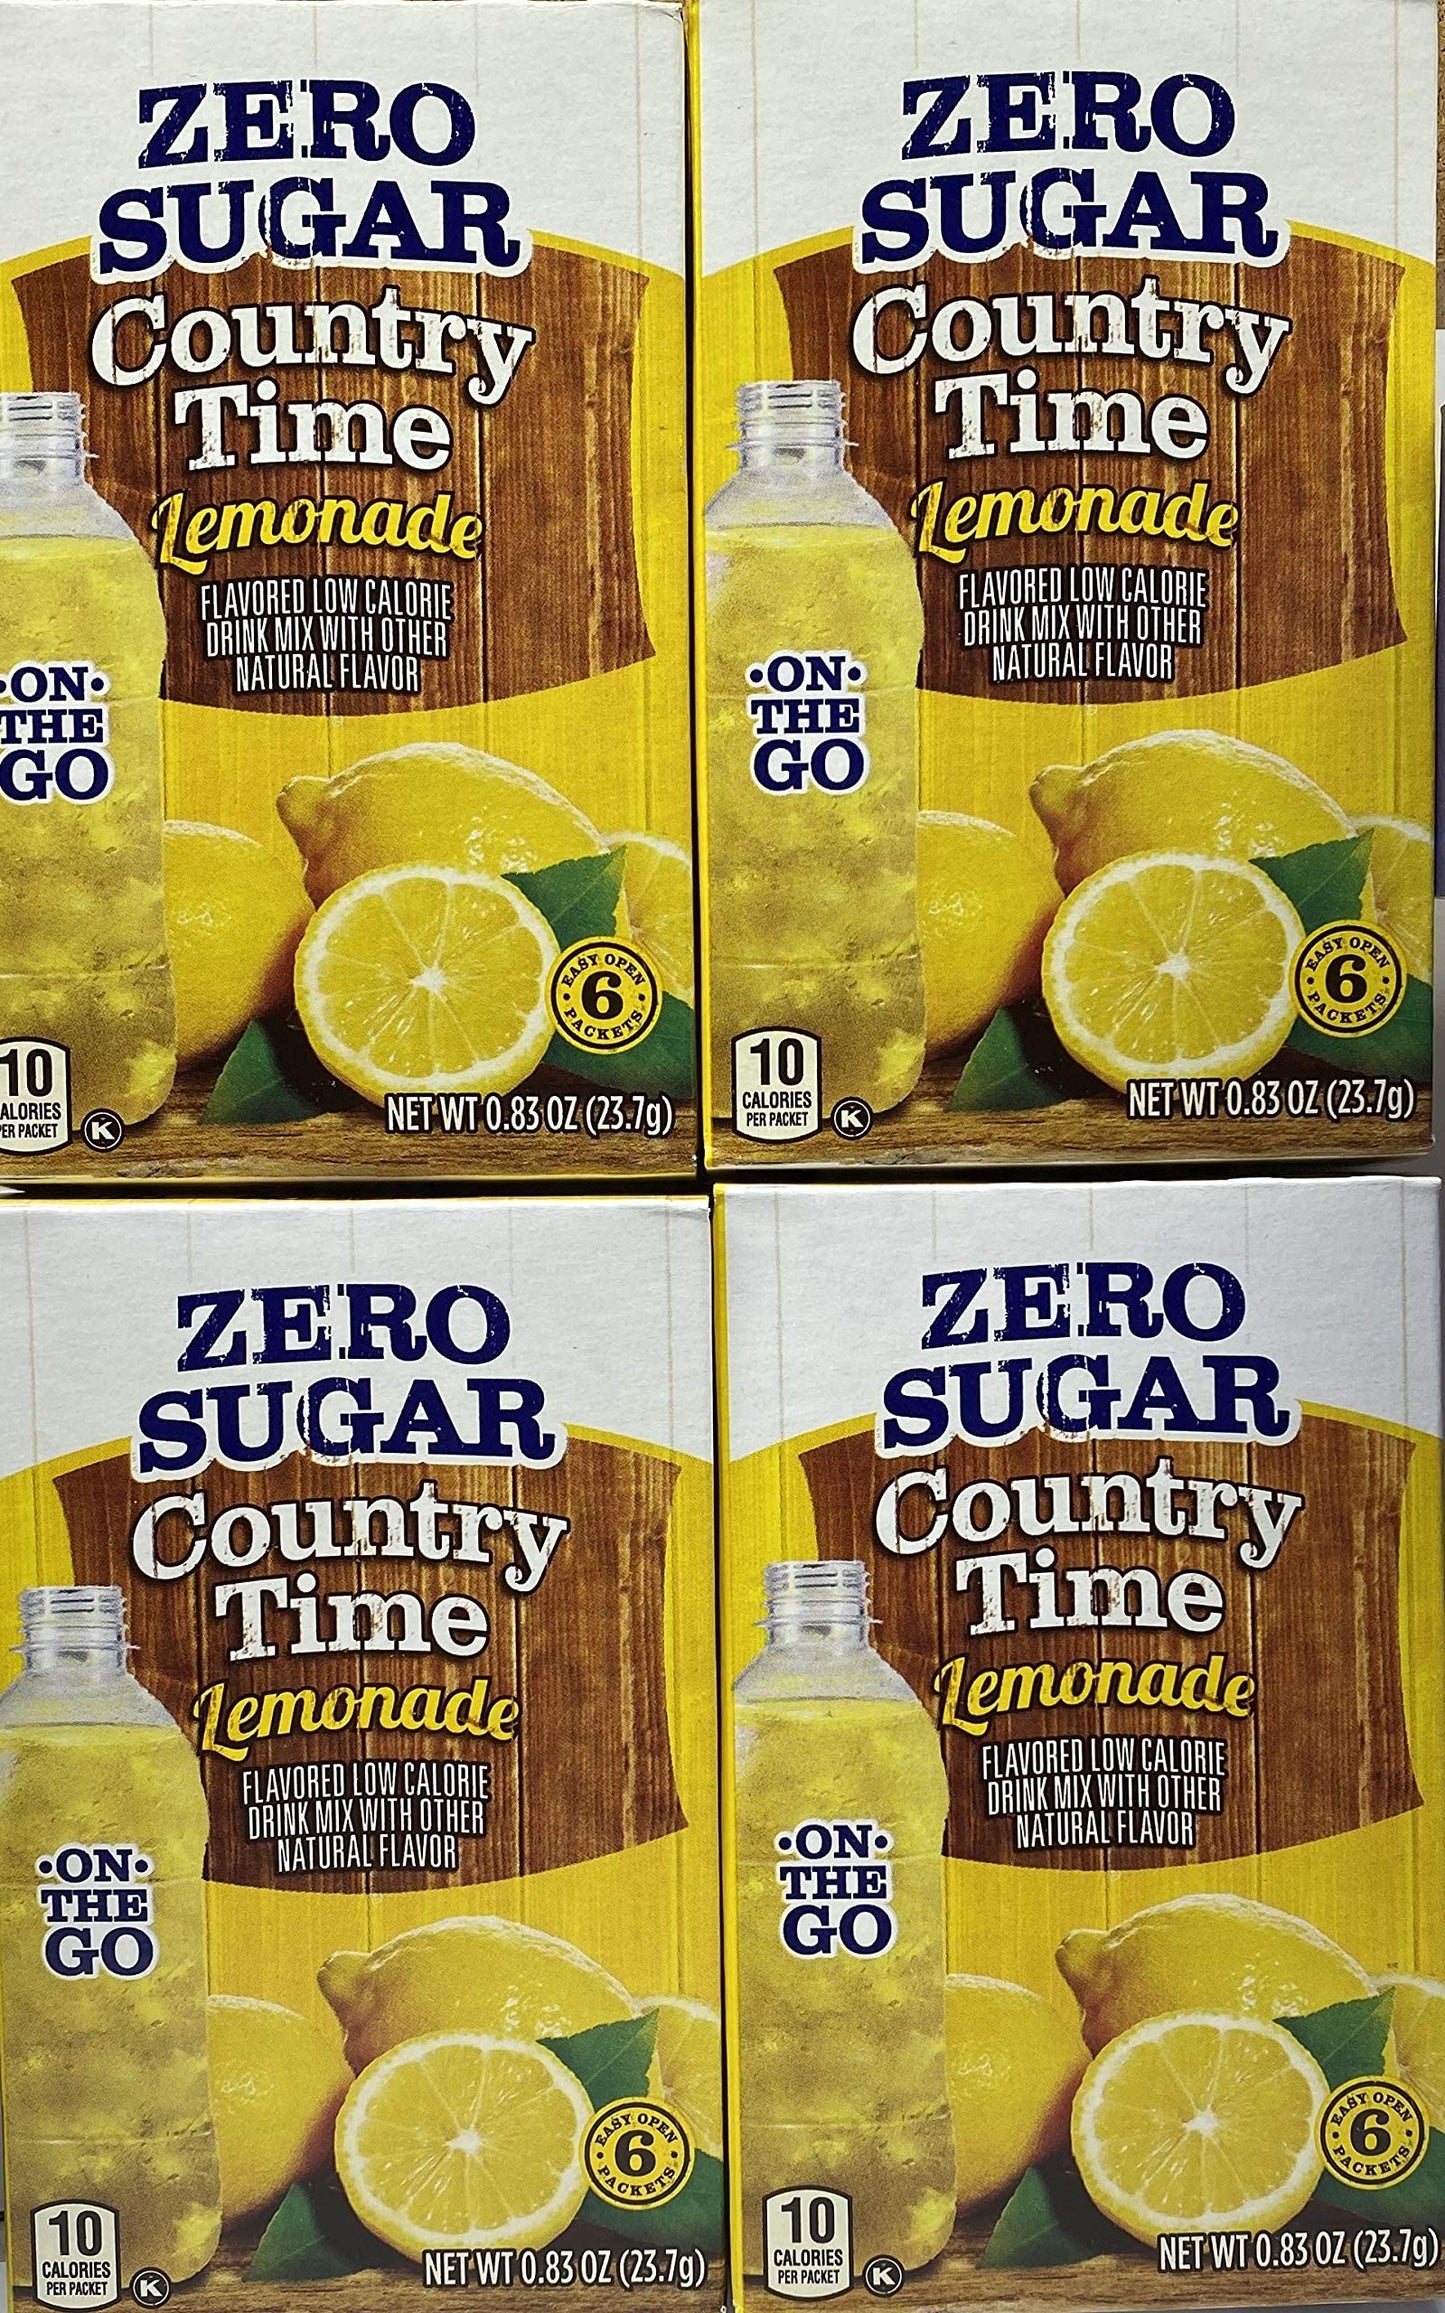 ZERO
SUGAR
Country
Time
Lemonade
FLAVORED LOW CALORIE
DRINK MIX WITH OTHER
NATURAL FLAVOR
•ON•
THE
GO
EASY OPEN
6
PACKETS
10
ALORIES
ER PACKET
K
NET WT 0.83 OZ (23.7g)
ZERO
SUGAR
Country
Time
Lemonade
FLAVORED LOW CALORIE
DRINK MIX WITH OTHER
NATURAL FLAVOR
•ON•
THE
GO
EASY OPEN
6
PACKETS
10
CALORIES
PER PACKET
K
NET WT 0.83 OZ (23.7g)
ZERO
SUGAR
Country
Time
Lemonade
FLAVORED LOW CALORIE
DRINK MIX WITH OTHER
NATURAL FLAVOR
•ON•
THE
GO
EASY OPEN
6
PACKETS
10
CALORIES
PER PACKET
K
NET WT 0.83 OZ (23.7g)
ZERO
SUGAR
Country
Time
Lemonade
FLAVORED LOW CALORIE
DRINK MIX WITH OTHER
NATURAL FLAVOR
•ON•
THE
GO
EASY OPEN
6
PACKETS
10
CALORIES
PER PACKET
K
NET WT 0.83 OZ (23.7g)